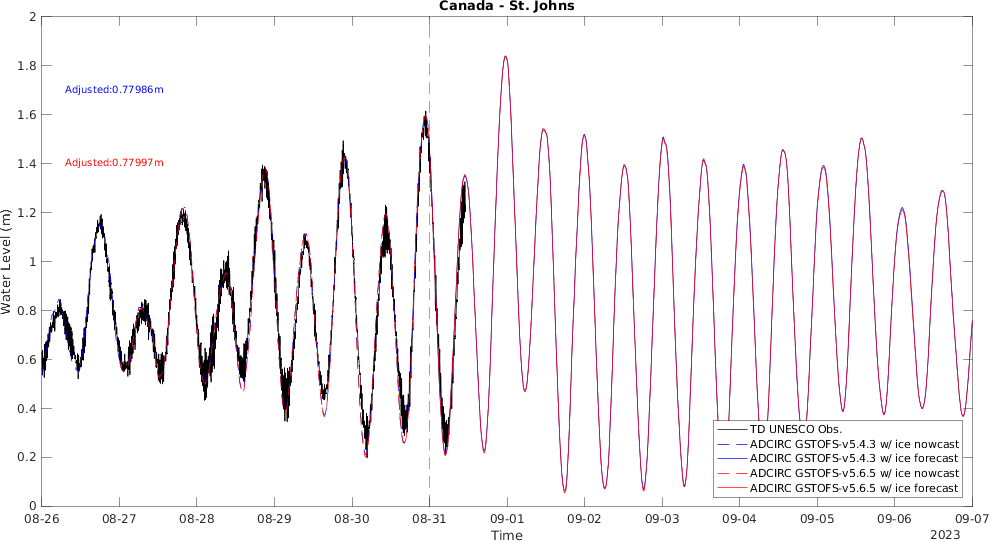 Canada - St. Johns
2
1.8
1.6
1.4
1.2
1
0.8
0.6
0.4
0.2
0
Water Level (m)
Adjusted:0.77986m
Adjusted:0.77997m
TD UNESCO Obs.
ADCIRC GSTOFS-v5.4.3 w/ ice nowcast
ADCIRC GSTOFS-v5.4.3 w/ ice forecast
ADCIRC GSTOFS-v5.6.5 w/ ice nowcast
ADCIRC GSTOFS-v5.6.5 w/ ice forecast
08-26 08-27 08-28 08-29 08-30 08-31 09-01 09-02 09-03 09-04 09-05 09-06 09-07
Time
2023